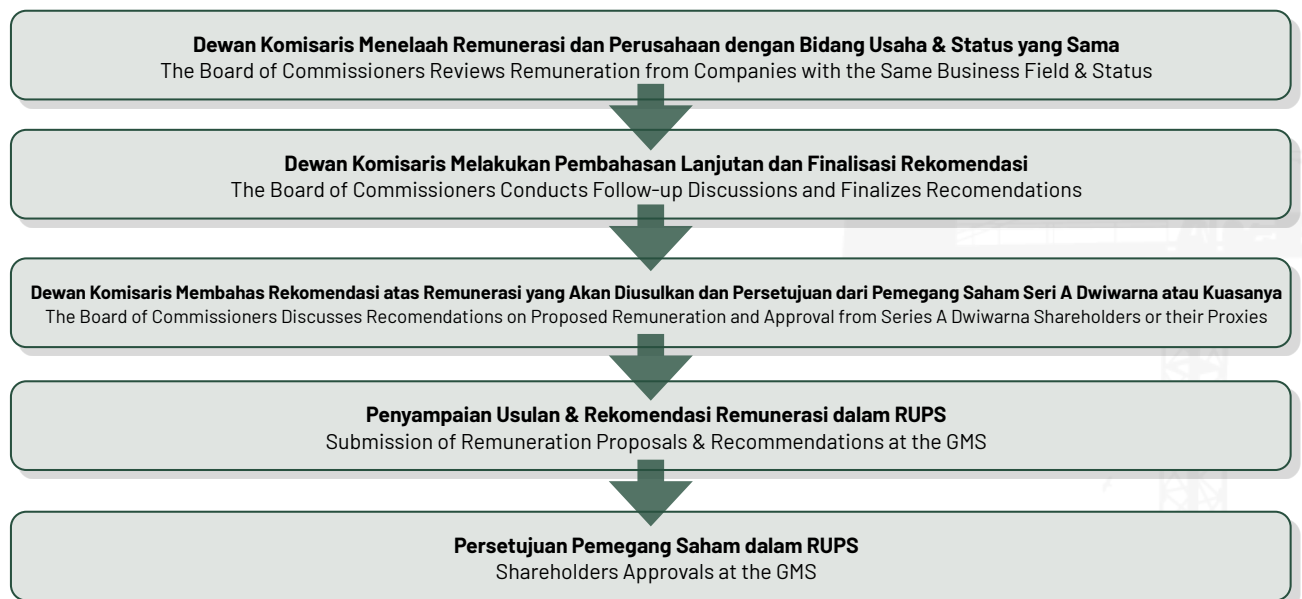 Dewan Komisaris Menelaah Remunerasi dan Perusahaan dengan Bidang Usaha & Status yang Sama
The Board of Commissioners Reviews Remuneration from Companies with the Same Business Field & Status
Dewan Komisaris Melakukan Pembahasan Lanjutan dan Finalisasi Rekomendasi
The Board of Commissioners Conducts Follow-up Discussions and Finalizes Recomendations
Dewan Komisaris Membahas Rekomendasi atas Remunerasi yang Akan Diusulkan dan Persetujuan dari Pemegang Saham Seri A Dwiwarna atau Kuasanya
The Board of Commissioners Discusses Recomendations on Proposed Remuneration and Approval from Series A Dwiwarna Shareholders or their Proxies
Penyampaian Usulan & Rekomendasi Remunerasi dalam RUPS
Submission of Remuneration Proposals & Recommendations at the GMS
Persetujuan Pemegang Saham dalam RUPS
Shareholders Approvals at the GMS